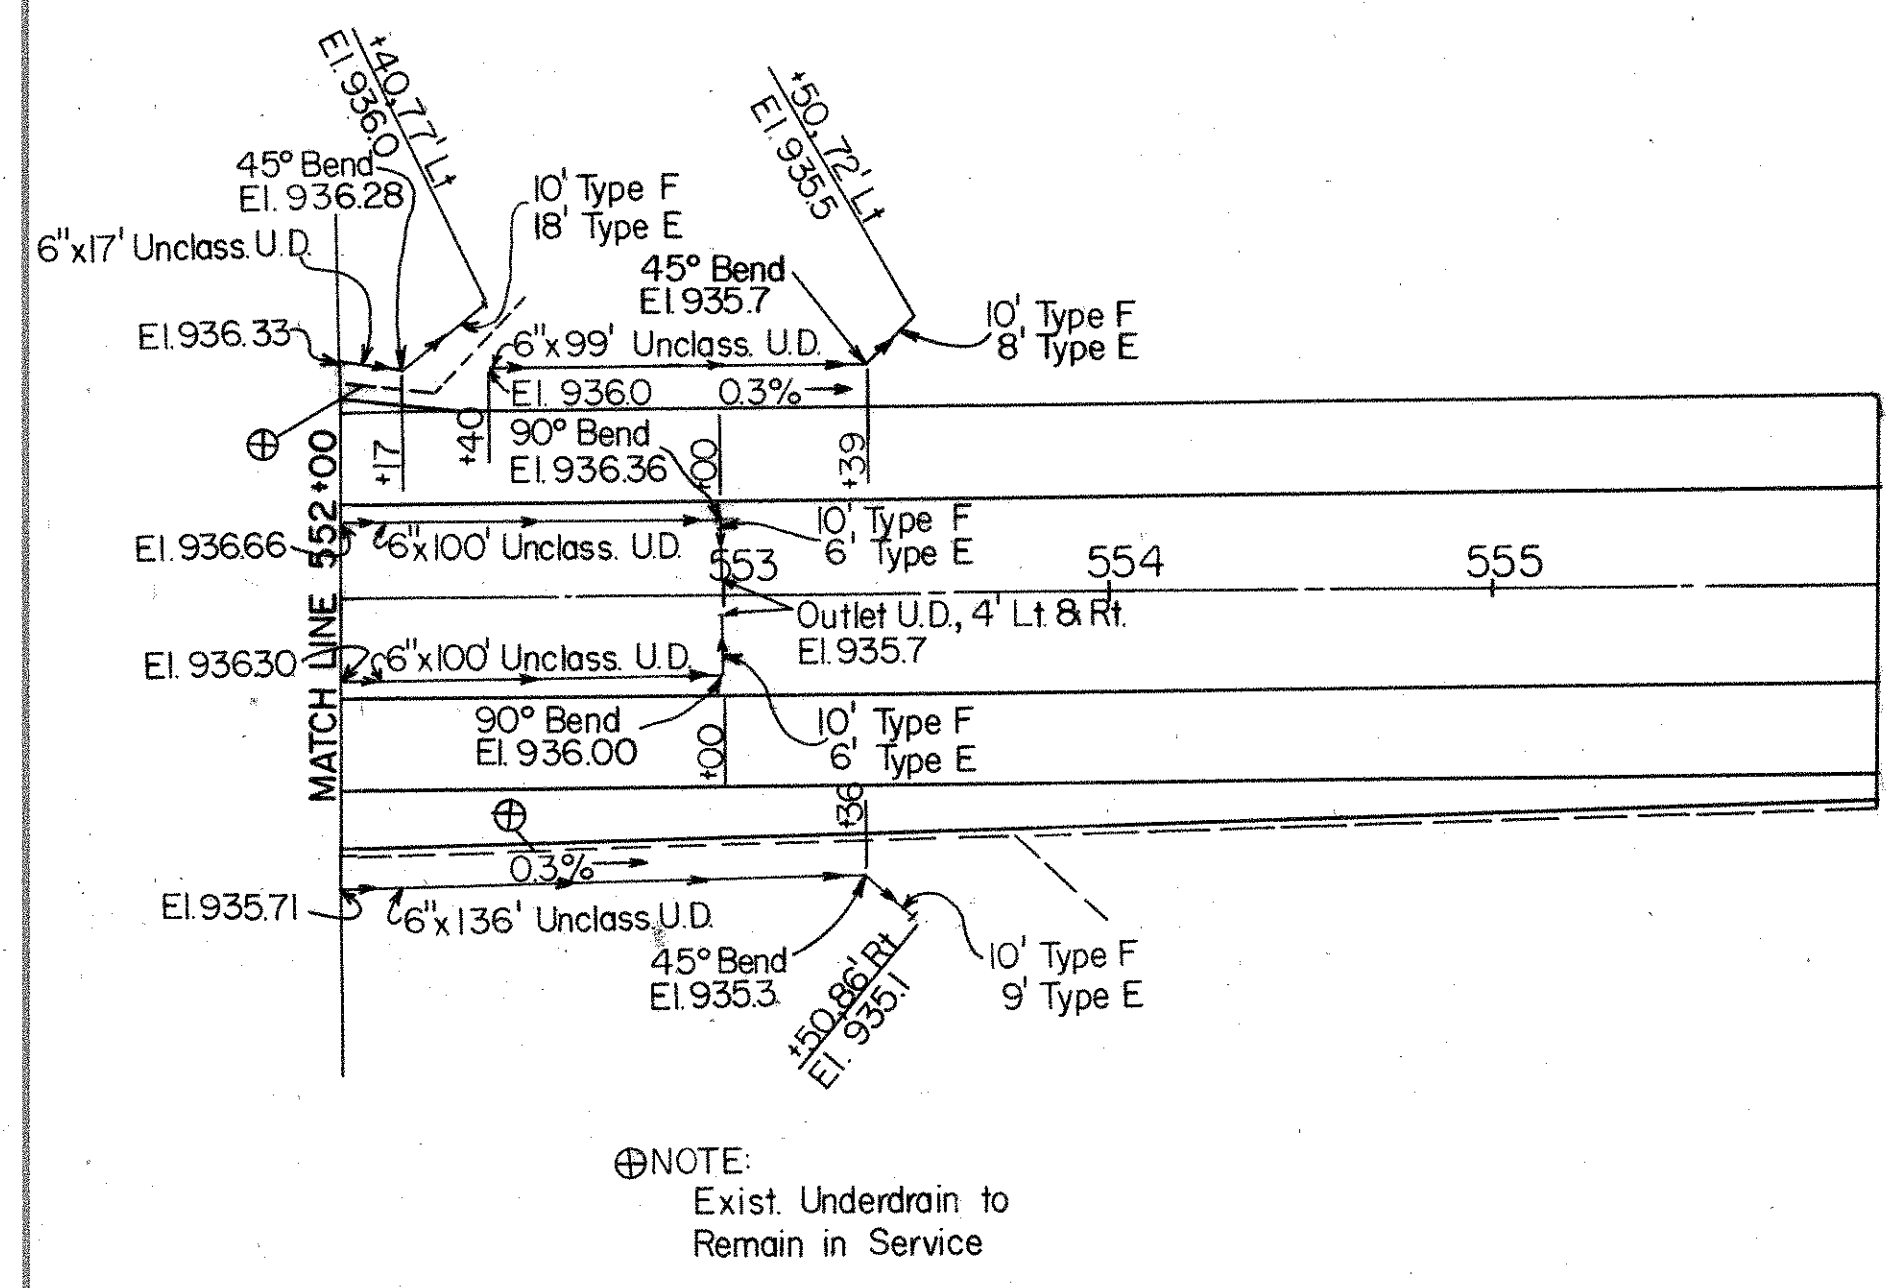 +40, 77' Lt
El. 936.0
+50, 72' Lt
El. 935.5
45° Bend
El. 936.28
10' Type F
18' Type E
6"x17' Unclass. U.D.
45° Bend
El. 935.7
El. 936.33
10' Type F
8' Type E
6"x99' Unclass. U.D.
El. 936.0
0.3%
+17
+40
90° Bend
El. 936.36
+00
+39
MATCH LINE 552+00
El. 936.66
6"x100' Unclass. U.D.
10' Type F
6' Type E
553
554
555
Outlet U.D., 4' Lt. & Rt.
El. 935.7
El. 936.30
6"x100' Unclass. U.D.
90° Bend
El. 936.00
+00
10' Type F
6' Type E
+36
0.3%
El. 935.71
6"x136' Unclass. U.D.
45° Bend
El. 935.3
+50, 86' Rt
El. 935.1
10' Type F
9' Type E
⊕NOTE:
Exist. Underdrain to
Remain in Service